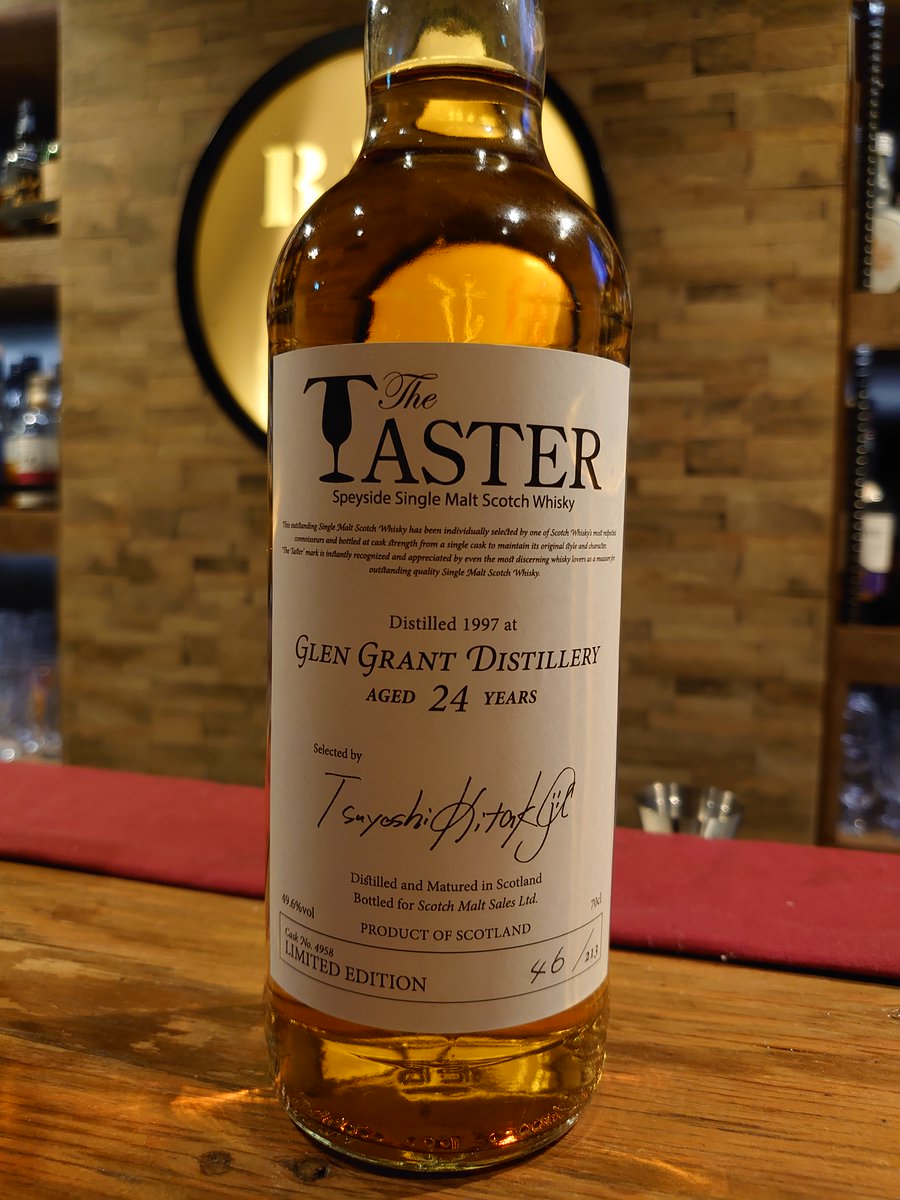 The
TASTER
Speyside Single Malt Scotch Whisky
This outstanding Single Malt Scotch Whisky has been individually selected by one of Scotch Whisky's most respected
connoisseurs and bottled at cask strength from a single cask to maintain its original style and character.
'The Taster' mark is instantly recognized and appreciated by even the most discerning whisky lovers as a measure for
outstanding quality Single Malt Scotch Whisky.
Distilled 1997 at
GLEN GRANT DISTILLERY
AGED 24 YEARS
Selected by
Tsuyoshi
Distilled and Matured in Scotland
Bottled for Scotch Malt Sales Ltd.
49.6%vol
70cl
PRODUCT OF SCOTLAND
Cask No. 4958
LIMITED EDITION
46/213